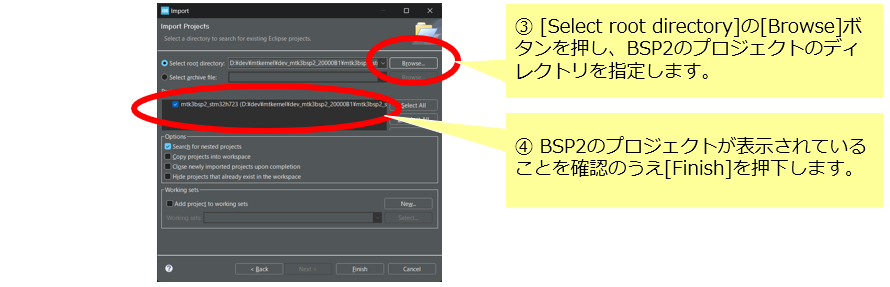 Import
Import Projects
Select a directory to search for existing Eclipse projects.
Select root directory:
D:¥dev¥mtkernel¥dev_mtk3bsp2_20000B1¥mtk3bsp2_st
Browse...
Select archive file:
Browse...
mtk3bsp2_stm32h723 (D:¥dev¥mtkernel¥dev_mtk3bsp2_20000B1¥mtk3bsp2_s
Select All
Options
Search for nested projects
Copy projects into workspace
Close newly imported projects upon completion
Hide projects that already exist in the workspace
Working sets
Add project to working sets
New...
Working sets:
Select...
< Back
Next >
Finish
Cancel
③ [Select root directory]の[Browse]ボ
タンを押し、BSP2のプロジェクトのディ
レクトリを指定します。
④ BSP2のプロジェクトが表示されている
ことを確認のうえ[Finish]を押下します。